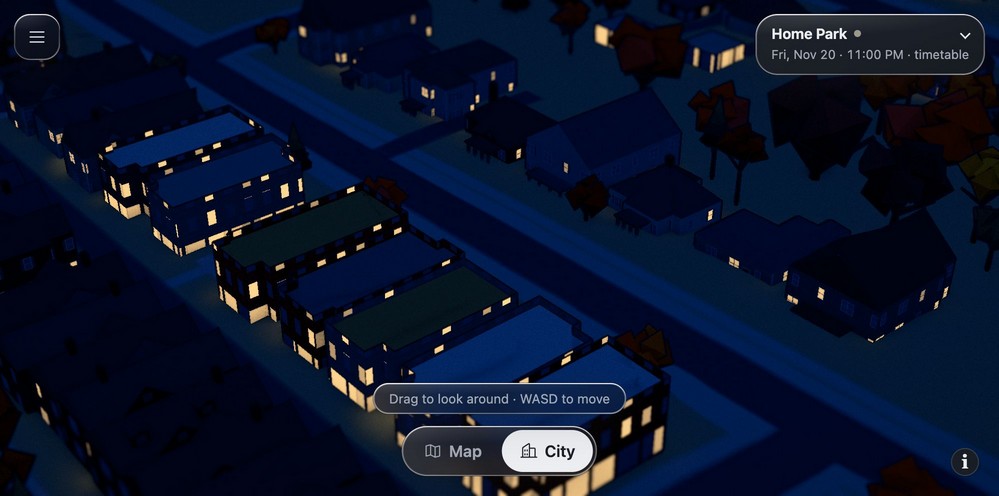 Home Park
Fri, Nov 20 · 11:00 PM · timetable
Drag to look around · WASD to move
Map
City